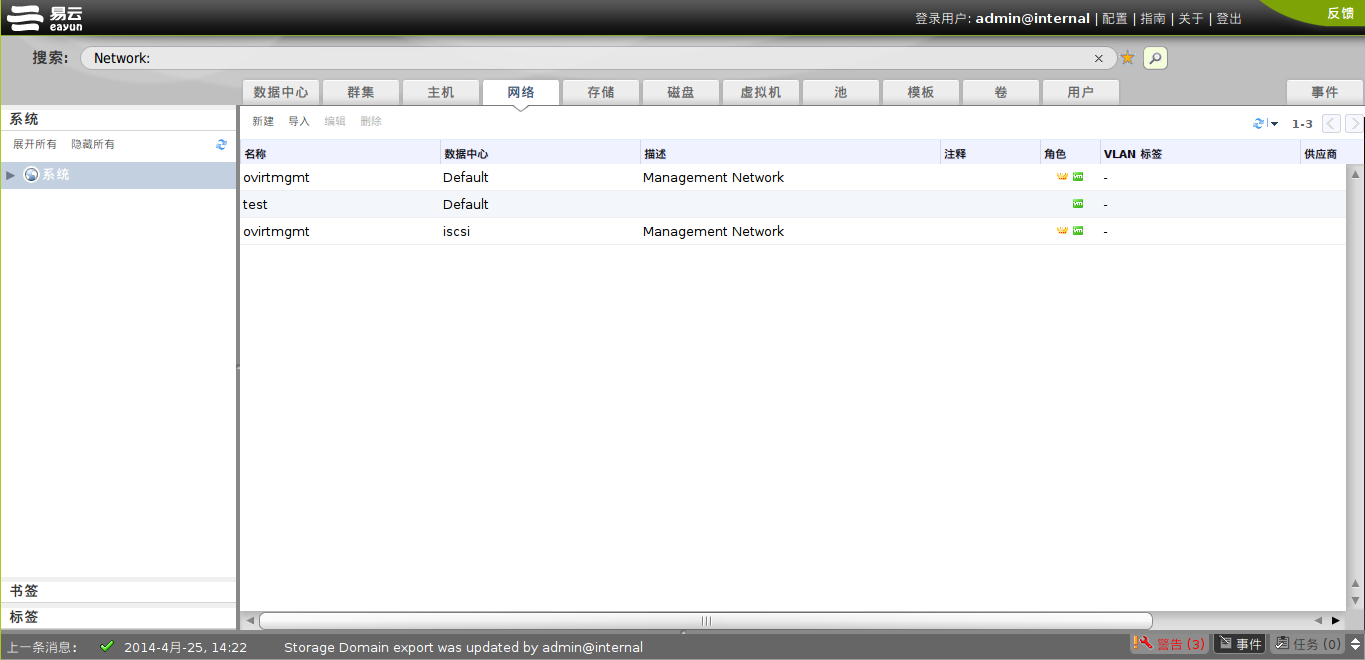 易云
eayun
登录用户: admin@internal | 配置 | 指南 | 关于 | 登出
反馈
搜索: Network:
数据中心 群集 主机 网络 存储 磁盘 虚拟机 池 模板 卷 用户 事件
系统
展开所有 隐藏所有
系统
书签
标签
新建 导入 编辑 删除
1-3
名称 数据中心 描述 注释 角色 VLAN 标签 供应商
ovirtmgmt Default Management Network -
test Default -
ovirtmgmt iscsi Management Network -
上一条消息: 2014-4月-25, 14:22 Storage Domain export was updated by admin@internal
警告 (3) 事件 任务 (0)